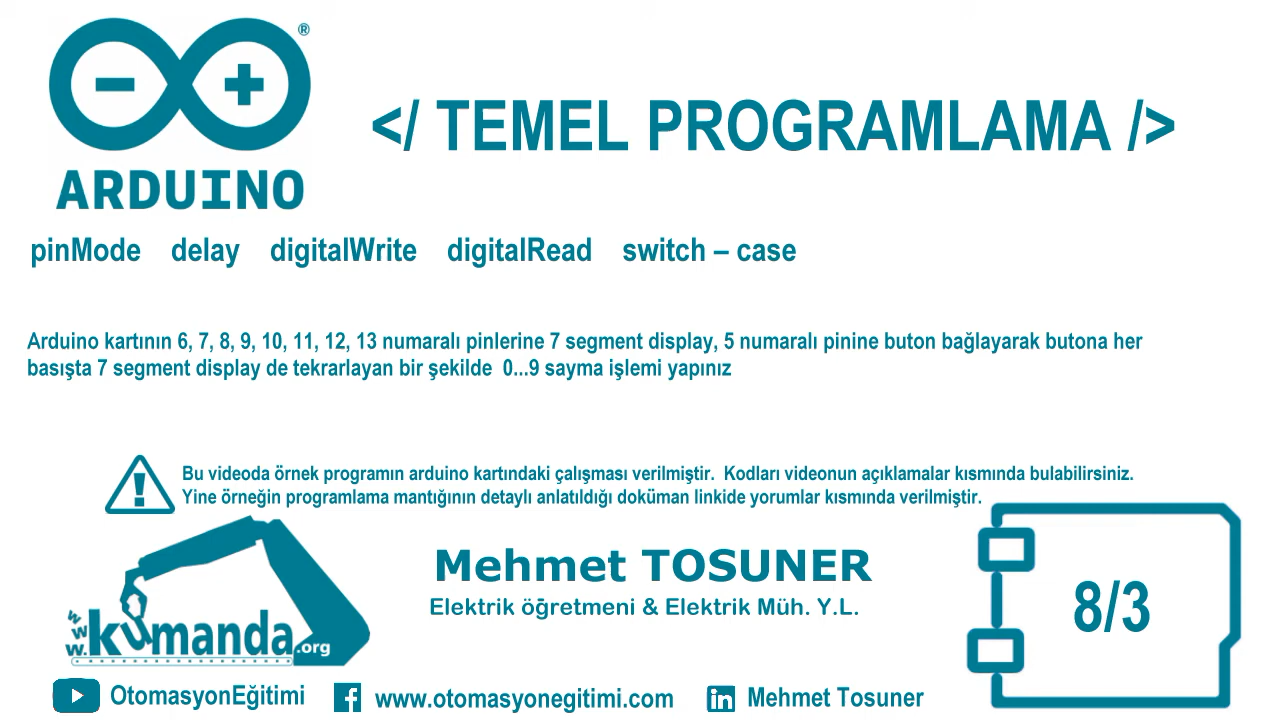 ®
ARDUINO
</ TEMEL PROGRAMLAMA />
pinMode delay digitalWrite digitalRead switch – case
Arduino kartının 6, 7, 8, 9, 10, 11, 12, 13 numaralı pinlerine 7 segment display, 5 numaralı pinine buton bağlayarak butona her
basışta 7 segment display de tekrarlayan bir şekilde 0...9 sayma işlemi yapınız
Bu videoda örnek programın arduino kartındaki çalışması verilmiştir. Kodları videonun açıklamalar kısmında bulabilirsiniz.
Yine örneğin programlama mantığının detaylı anlatıldığı doküman linkide yorumlar kısmında verilmiştir.
www.kumanda.org
Mehmet TOSUNER
Elektrik öğretmeni & Elektrik Müh. Y.L.
8/3
OtomasyonEğitimi www.otomasyonegitimi.com Mehmet Tosuner